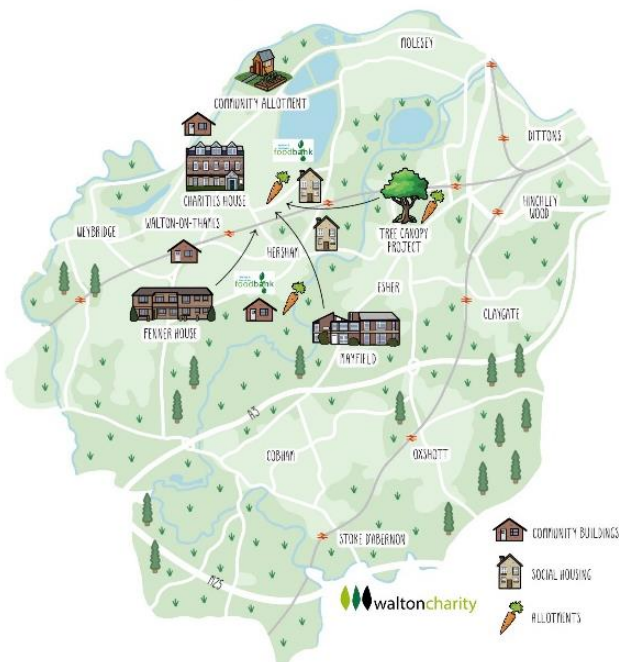 MOLESEY
COMMUNITY ALLOTMENT
DITTONS
foodbank
CHARITIES HOUSE
HINCHLEY
WOOD
WALTON-ON-THAMES
WEYBRIDGE
TREE CANOPY
PROJECT
HERSHAM
foodbank
ESHER
CLAYGATE
FENNER HOUSE
MAYFIELD
A3
COBHAM
OXSHOTT
STOKE D'ABERNON
M25
COMMUNITY BUILDINGS
SOCIAL HOUSING
ALLOTMENTS
waltoncharity